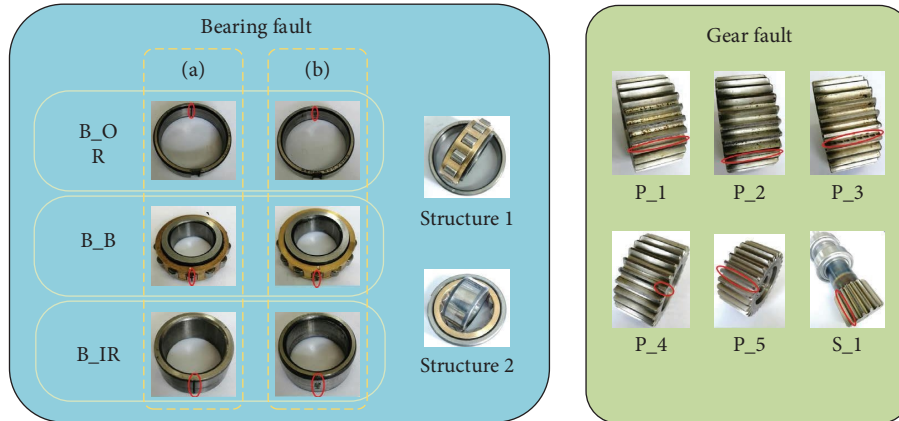 Bearing fault
(a)
(b)
B_O
R
B_B
B_IR
Structure 1
Structure 2
Gear fault
P_1
P_2
P_3
P_4
P_5
S_1